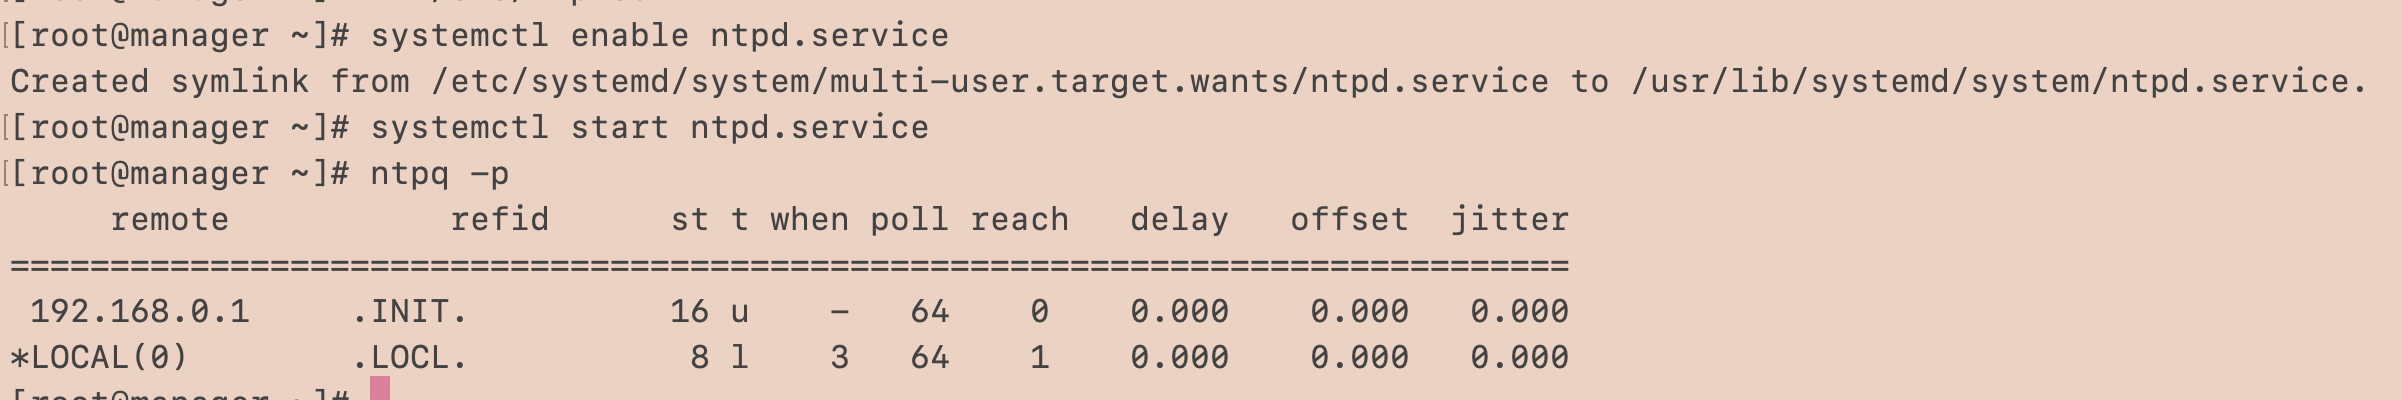 [root@manager ~]# systemctl enable ntpd.service
Created symlink from /etc/systemd/system/multi-user.target.wants/ntpd.service to /usr/lib/systemd/system/ntpd.service.
[root@manager ~]# systemctl start ntpd.service
[root@manager ~]# ntpq -p
     remote           refid      st t when poll reach   delay   offset  jitter
==============================================================================
 192.168.0.1     .INIT.          16 u    -   64    0    0.000    0.000   0.000
*LOCAL(0)        .LOCL.           8 l    3   64    1    0.000    0.000   0.000
[root@manager ~]#